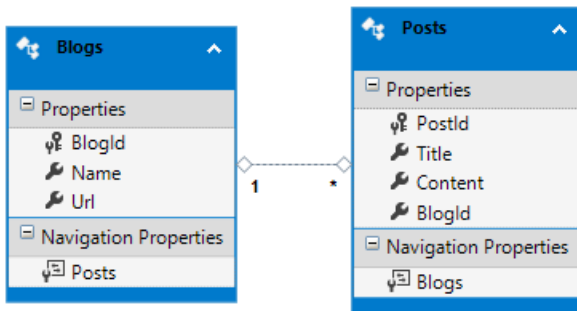 Blogs
Properties
BlogId
Name
Url
Navigation Properties
Posts
1
*
Posts
Properties
PostId
Title
Content
BlogId
Navigation Properties
Blogs